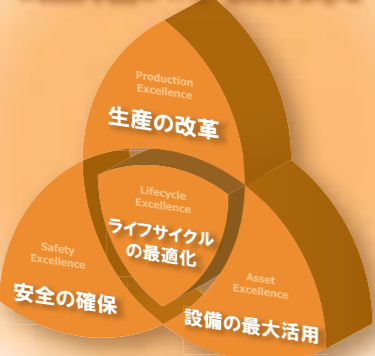 Production
Excellence
生産の改革
Lifecycle
Excellence
ライフサイクル
の最適化
Safety
Excellence
安全の確保
Asset
Excellence
設備の最大活用